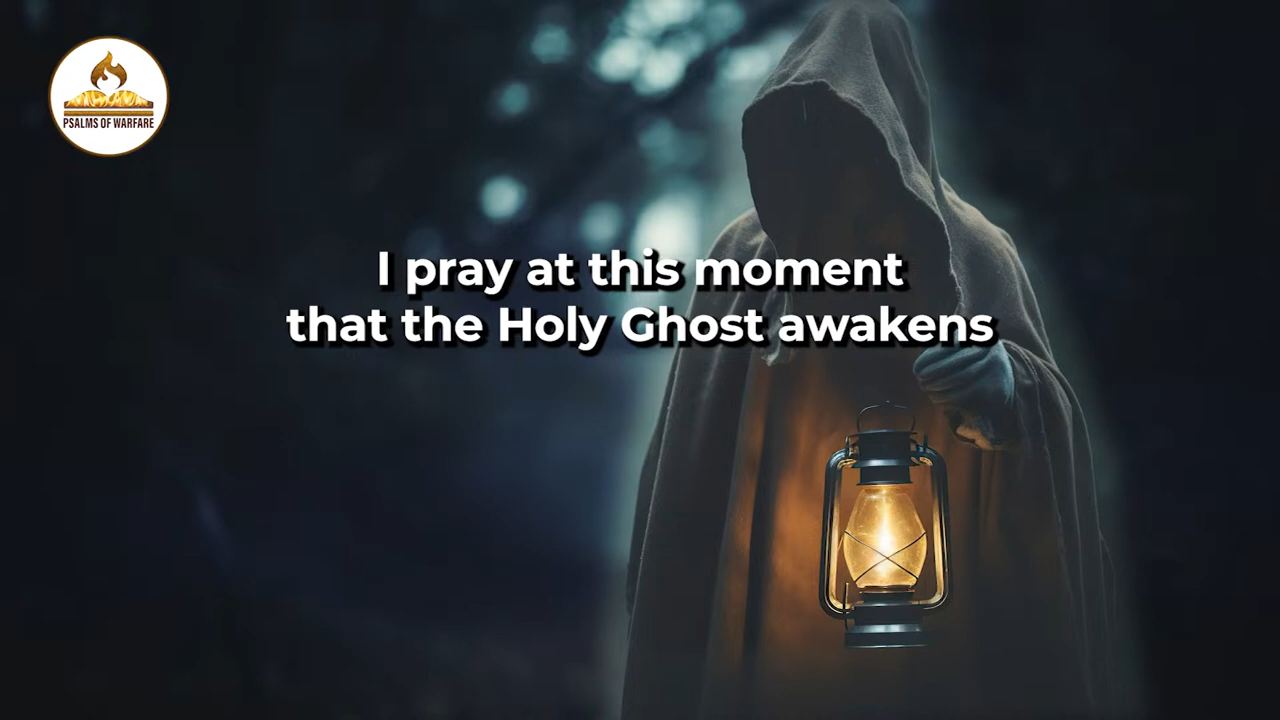 PSALMS OF WARFARE
I pray at this moment
that the Holy Ghost awakens